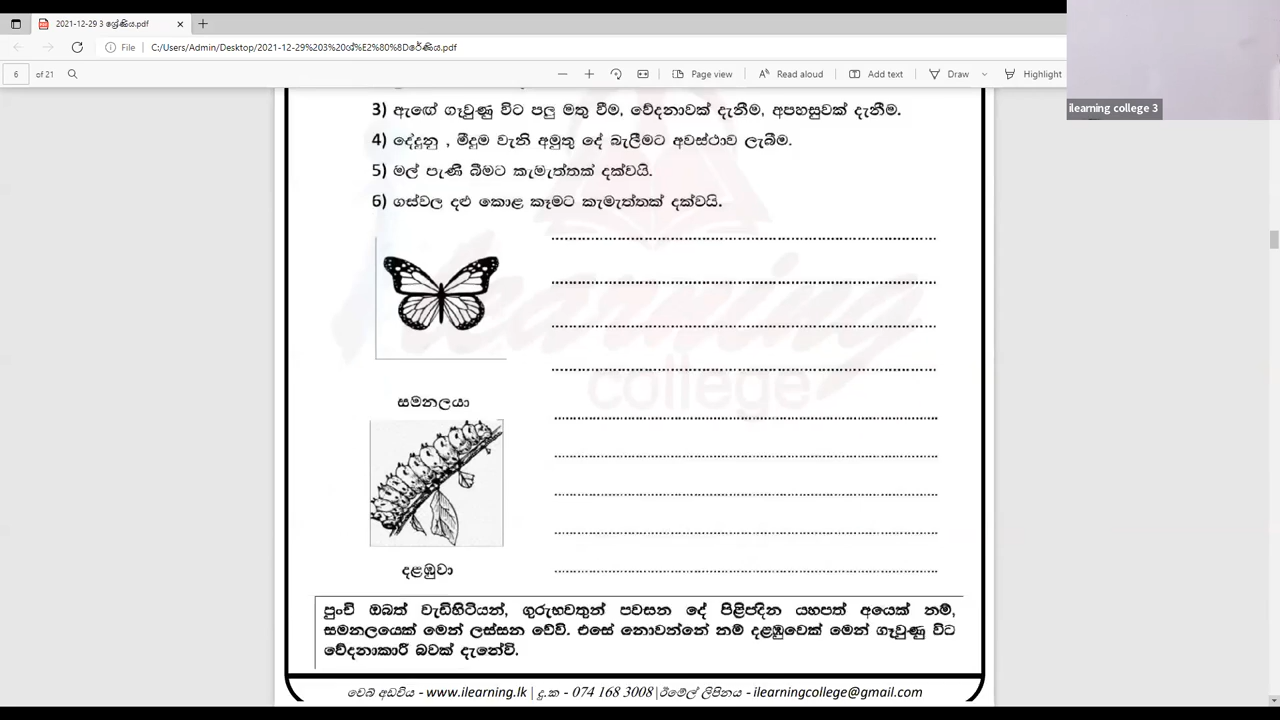 2021-12-29 3 ශ්‍රේණිය.pdf
File
C:/Users/Admin/Desktop/2021-12-29%203%20ශ්%E2%80%8Dරේණිය.pdf
6 of 21
Page view
Read aloud
Add text
Draw
Highlight
ilearning college 3
3) ඇඟේ ගෑවුණු විට පලු මතු වීම, වේදනාවක් දැනීම, අපහසුවක් දැනීම.
4) දේදුනු , මීදුම වැනි අමුතු දේ බැලීමට අවස්ථාව ලැබීම.
5) මල් පැණි බීමට කැමැත්තක් දක්වයි.
6) ගස්වල දළු කොළ කෑමට කැමැත්තක් දක්වයි.
ilearning
college
සමනලයා
දළඹුවා
පුංචි ඔබත් වැඩිහිටියන්, ගුරුභවතුන් පවසන දේ පිළිපදින යහපත් අයෙක් නම්,
සමනලයෙක් මෙන් ලස්සන වේවි. එසේ නොවන්නේ නම් දළඹුවෙක් මෙන් ගෑවුණු විට
වේදනාකාරී බවක් දැනේවි.
වෙබ් අඩවිය - www.ilearning.lk | දු.ක - 074 168 3008 |ඊමේල් ලිපිනය - ilearningcollege@gmail.com